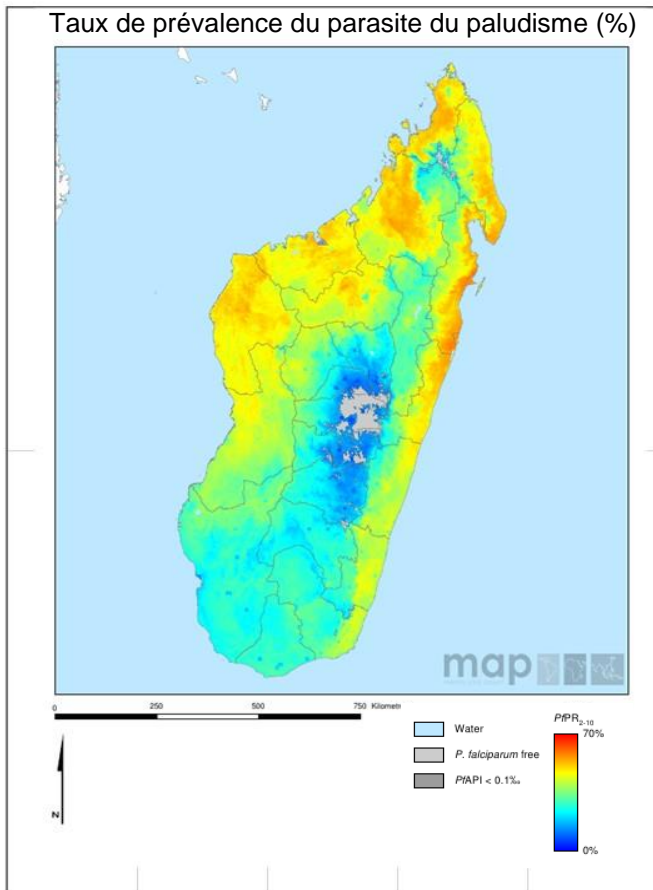 Taux de prévalence du parasite du paludisme (%)
map
0 250 500 750 Kilometr
Water
P. falciparum free
PfAPI < 0.1‰
PfPR2-10
70%
0%
N